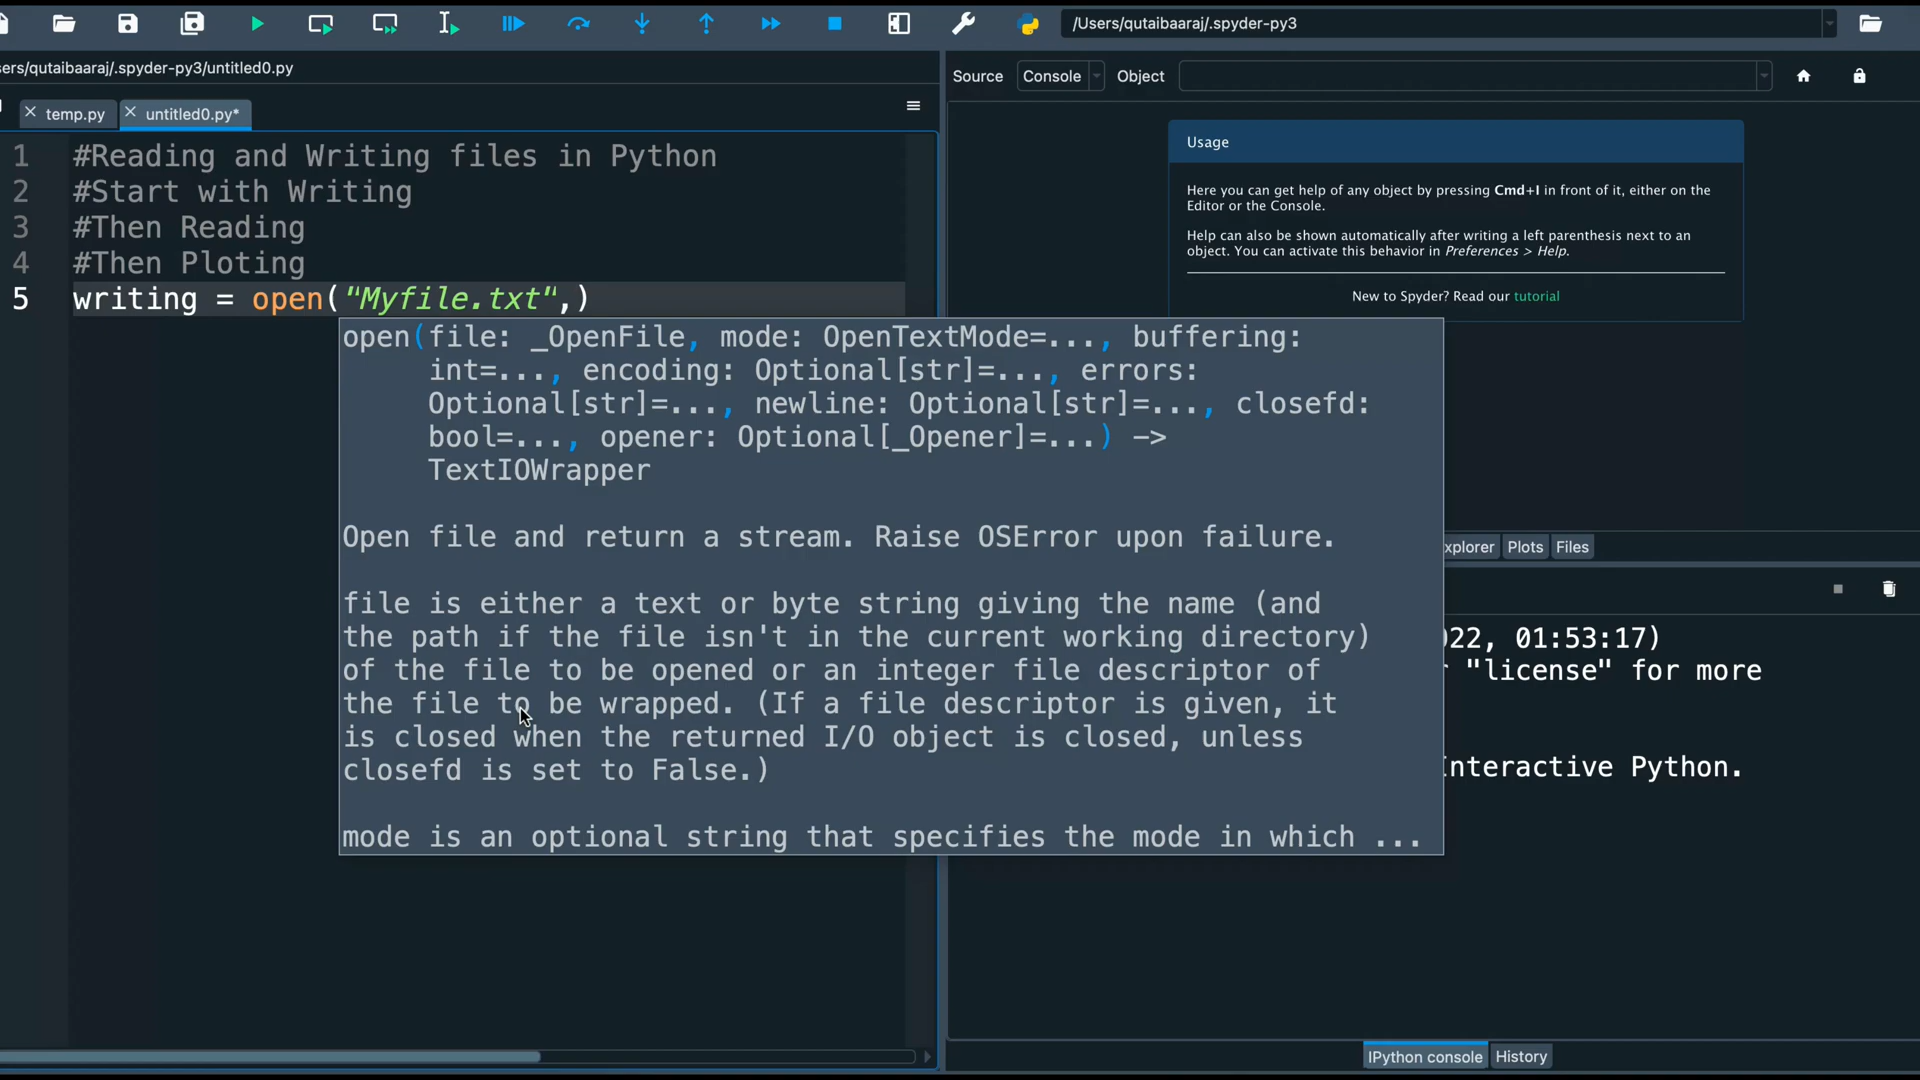 /Users/qutaibaaraj/.spyder-py3
ers/qutaibaaraj/.spyder-py3/untitled0.py
temp.py
untitled0.py*
1 #Reading and Writing files in Python
2 #Start with Writing
3 #Then Reading
4 #Then Ploting
5 writing = open("Myfile.txt",)
open(file: _OpenFile, mode: OpenTextMode=..., buffering:
int=..., encoding: Optional[str]=..., errors:
Optional[str]=..., newline: Optional[str]=..., closefd:
bool=..., opener: Optional[_Opener]=...) ->
TextIOWrapper
Open file and return a stream. Raise OSError upon failure.
file is either a text or byte string giving the name (and
the path if the file isn't in the current working directory)
of the file to be opened or an integer file descriptor of
the file to be wrapped. (If a file descriptor is given, it
is closed when the returned I/O object is closed, unless
closefd is set to False.)
mode is an optional string that specifies the mode in which ...
Source Console Object
Usage
Here you can get help of any object by pressing Cmd+I in front of it, either on the
Editor or the Console.
Help can also be shown automatically after writing a left parenthesis next to an
object. You can activate this behavior in Preferences > Help.
New to Spyder? Read our tutorial
xplorer Plots Files
22, 01:53:17)
"license" for more
nteractive Python.
IPython console History